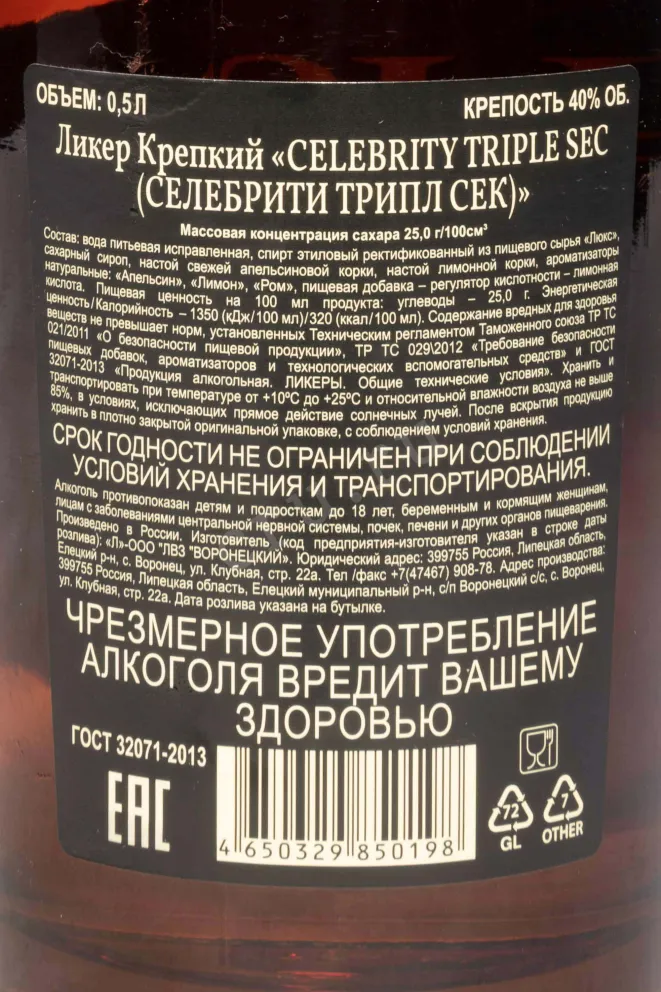 ОБЪЕМ: 0,5 Л
КРЕПОСТЬ 40% ОБ.
Ликер Крепкий «CELEBRITY TRIPLE SEC
(СЕЛЕБРИТИ ТРИПЛ СЕК)»
Массовая концентрация сахара 25,0 г/100см³
Состав: вода питьевая исправленная, спирт этиловый ректификованный из пищевого сырья «Люкс»,
сахарный сироп, настой свежей апельсиновой корки, настой лимонной корки, ароматизаторы
натуральные: «Апельсин», «Лимон», «Ром», пищевая добавка – регулятор кислотности – лимонная
кислота. Пищевая ценность на 100 мл продукта: углеводы – 25,0 г. Энергетическая
ценность/Калорийность – 1350 (кДж/100 мл)/320 (ккал/100 мл). Содержание вредных для здоровья
веществ не превышает норм, установленных Техническим регламентом Таможенного союза ТР ТС
021/2011 «О безопасности пищевой продукции», ТР ТС 029\2012 «Требование безопасности
пищевых добавок, ароматизаторов и технологических вспомогательных средств» и ГОСТ
32071-2013 «Продукция алкогольная. ЛИКЕРЫ. Общие технические условия». Хранить и
транспортировать при температуре от +10ºС до +25ºС и относительной влажности воздуха не выше
85%, в условиях, исключающих прямое действие солнечных лучей. После вскрытия продукцию
хранить в плотно закрытой оригинальной упаковке, с соблюдением условий хранения.
СРОК ГОДНОСТИ НЕ ОГРАНИЧЕН ПРИ СОБЛЮДЕНИИ
УСЛОВИЙ ХРАНЕНИЯ И ТРАНСПОРТИРОВАНИЯ.
Алкоголь противопоказан детям и подросткам до 18 лет, беременным и кормящим женщинам,
лицам с заболеваниями центральной нервной системы, почек, печени и других органов пищеварения.
Произведено в России. Изготовитель (код предприятия-изготовителя указан в строке даты
розлива): «Л»-ООО "ЛВЗ "ВОРОНЕЦКИЙ». Юридический адрес: 399755 Россия, Липецкая область,
Елецкий р-н, с. Воронец, ул. Клубная, стр. 22а. Тел /факс +7(47467) 908-78. Адрес производства:
399755 Россия, Липецкая область, Елецкий муниципальный р-н, с/п Воронецкий с/с, с. Воронец,
ул. Клубная, стр. 22а. Дата розлива указана на бутылке.
ЧРЕЗМЕРНОЕ УПОТРЕБЛЕНИЕ
АЛКОГОЛЯ ВРЕДИТ ВАШЕМУ
ЗДОРОВЬЮ
ГОСТ 32071-2013
EAC
4 650329 850198
72
GL
7
OTHER